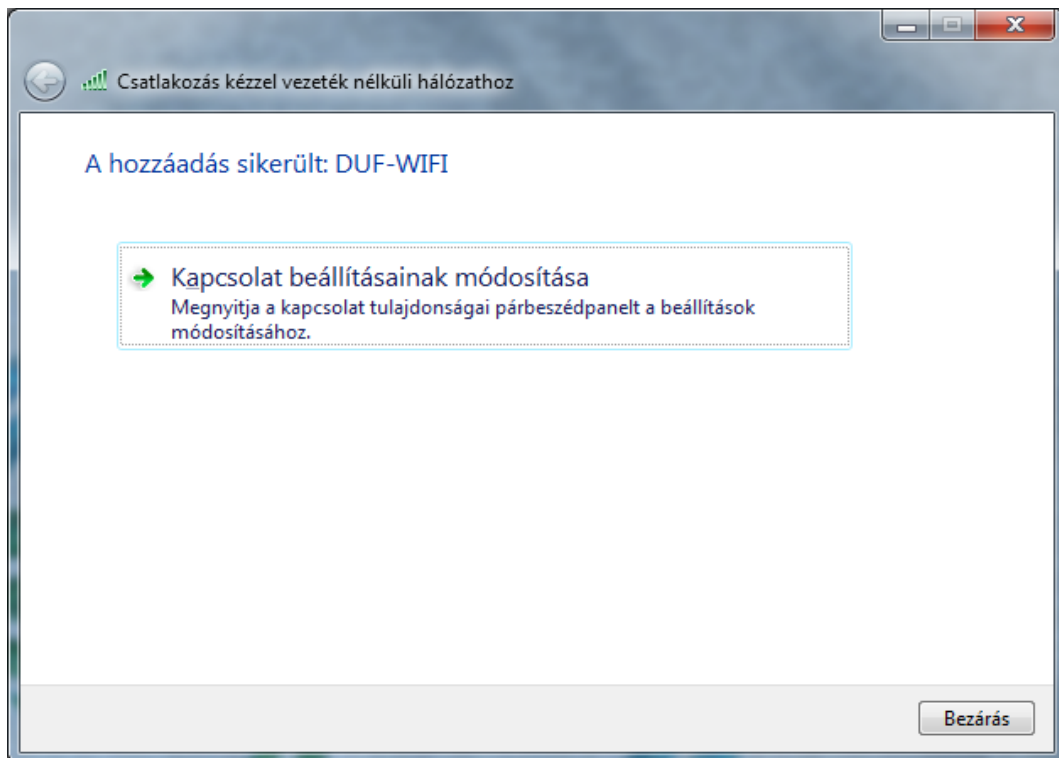 Csatlakozás kézzel vezeték nélküli hálózathoz
A hozzáadás sikerült: DUF-WIFI
Kapcsolat beállításainak módosítása
Megnyitja a kapcsolat tulajdonságai párbeszédpanelt a beállítások
módosításához.
Bezárás